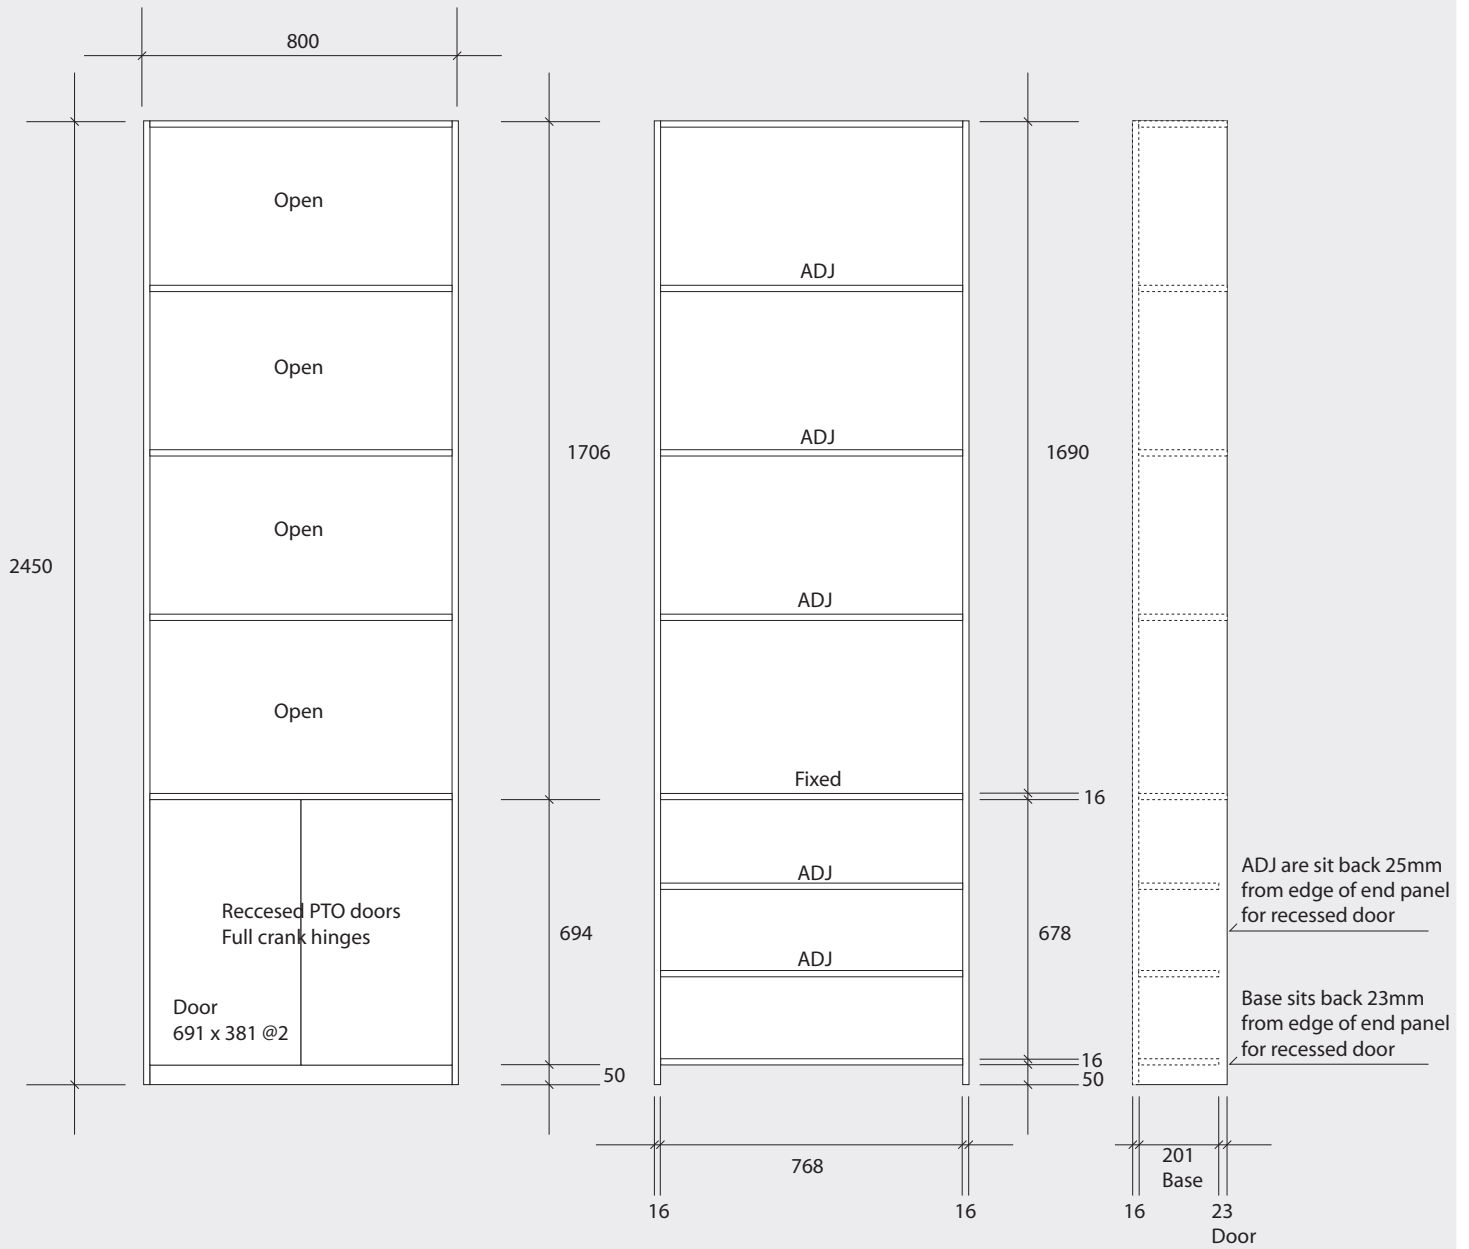 800
Open
ADJ
Open
ADJ
1706
1690
Open
2450
ADJ
Open
Fixed
16
ADJ
ADJ are sit back 25mm
from edge of end panel
for recessed door
Reccesed PTO doors
Full crank hinges
694
678
ADJ
Door
691 x 381 @2
Base sits back 23mm
from edge of end panel
for recessed door
50
16
50
768
201
Base
16
16
16
23
Door